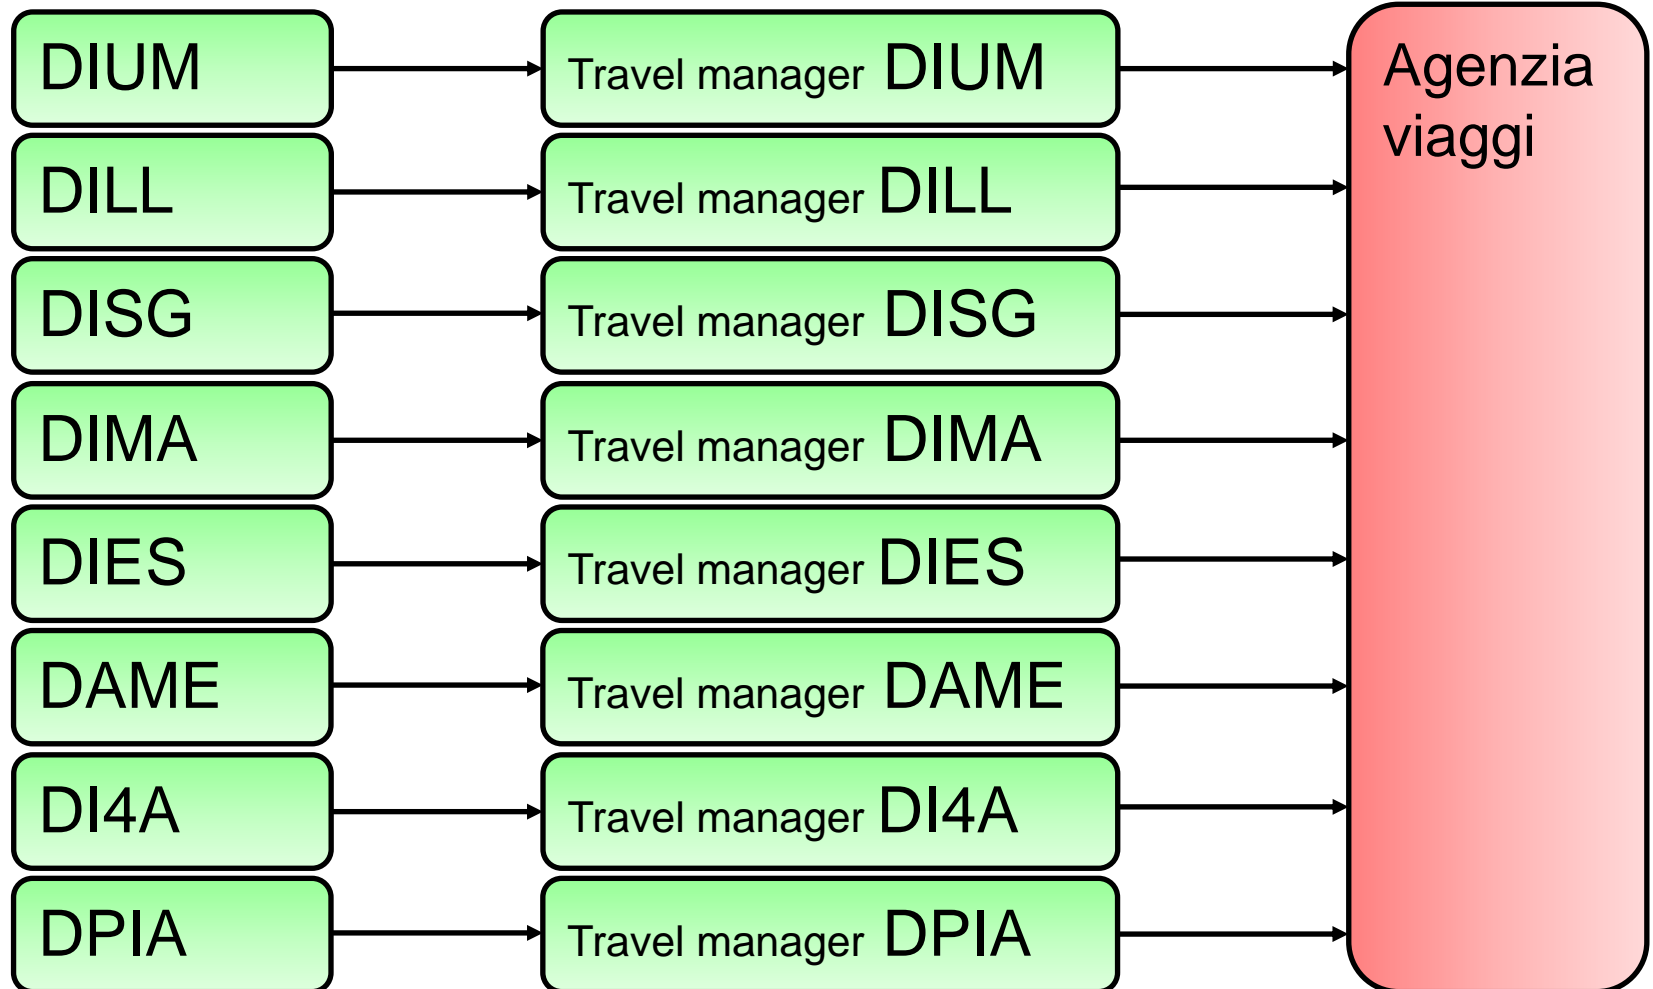 DIUM
Travel manager DIUM
Agenzia
viaggi
DILL
Travel manager DILL
DISG
Travel manager DISG
DIMA
Travel manager DIMA
DIES
Travel manager DIES
DAME
Travel manager DAME
DI4A
Travel manager DI4A
DPIA
Travel manager DPIA